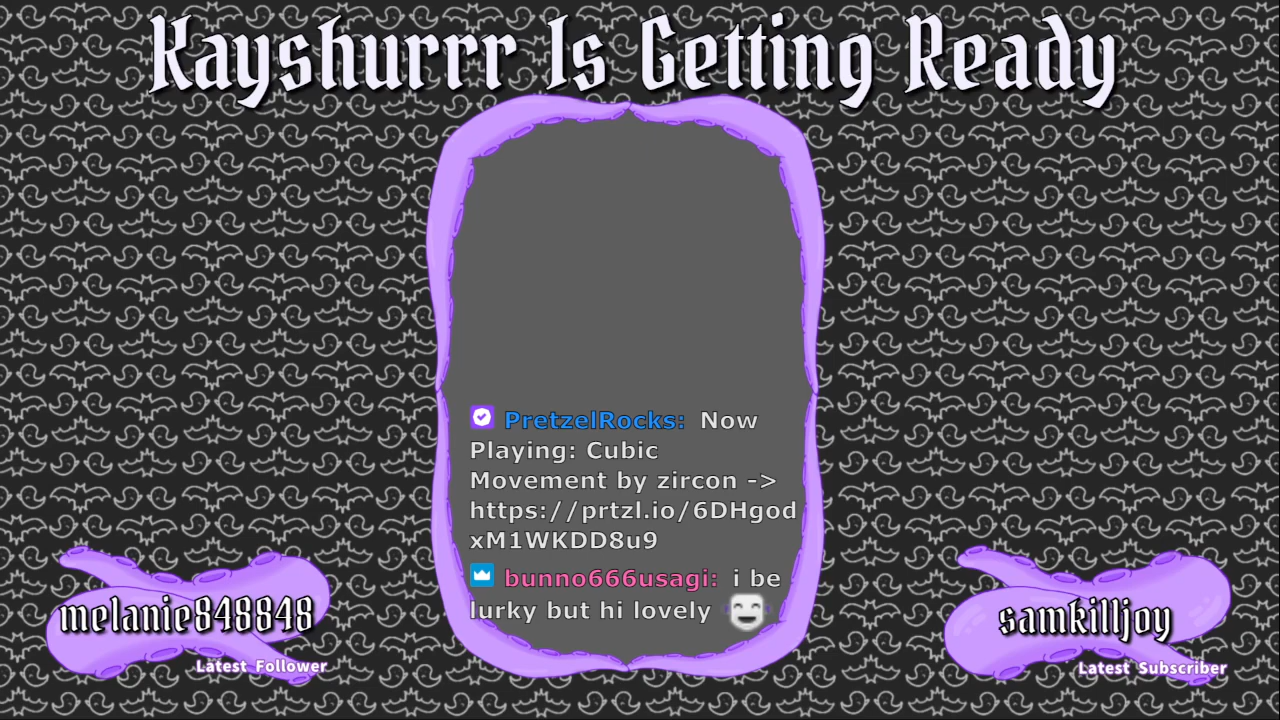 Kayshurrr Is Getting Ready
PretzelRocks: Now
Playing: Cubic
Movement by zircon ->
https://prtzl.io/6DHgod
xM1WKDD8u9
bunno666usagi: i be
lurky but hi lovely
melanie848848
Latest Follower
samkilljoy
Latest Subscriber